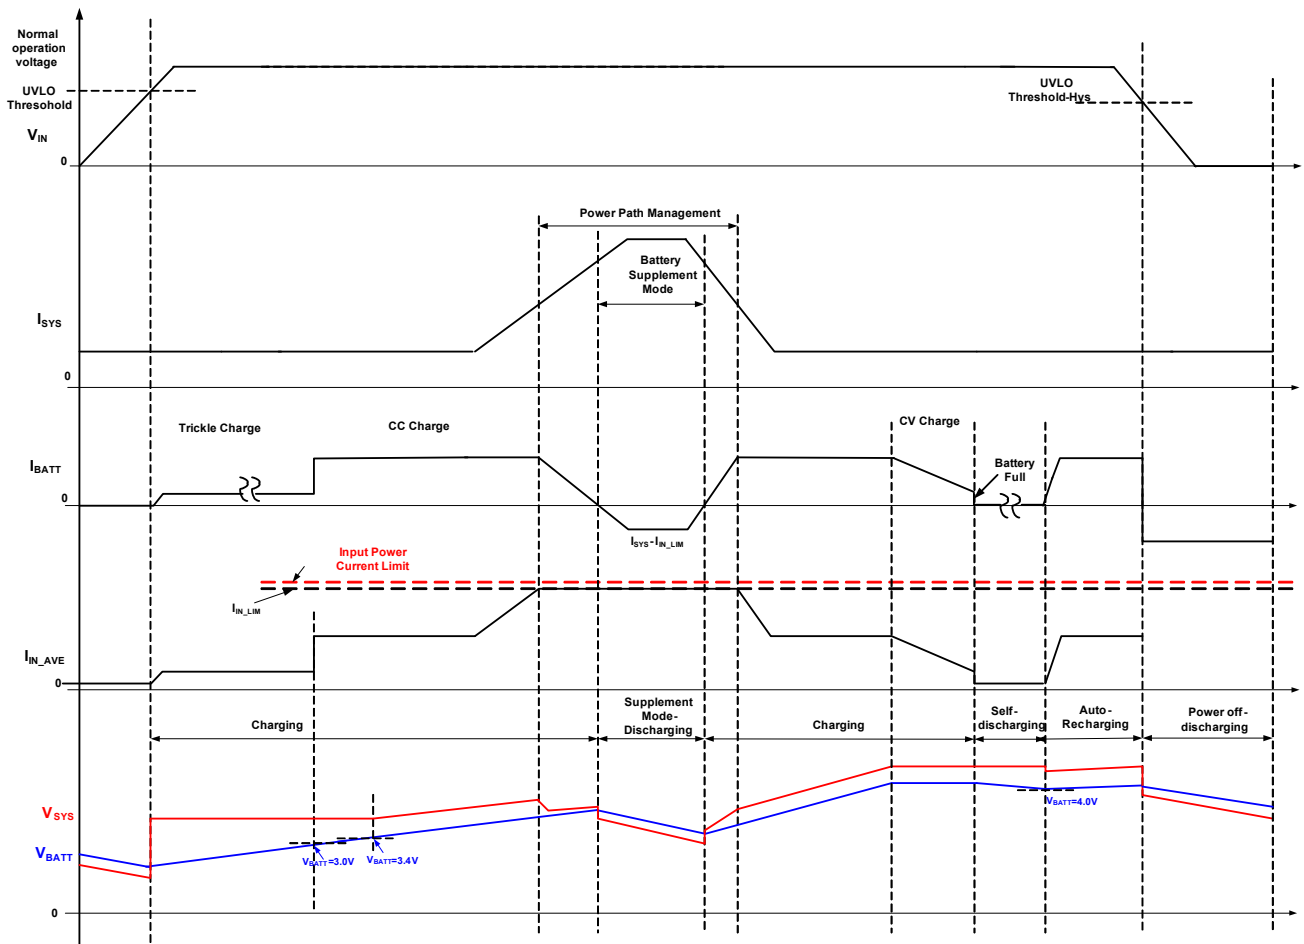 Normal
operation
voltage
UVLO
Thresohold
VIN
0
UVLO
Threshold-Hys
Power Path Management
Battery
Supplement
Mode
ISYS
0
Trickle Charge
CC Charge
CV Charge
IBATT
0
Battery
Full
ISYS-IIN_LIM
Input Power
Current Limit
IIN_LIM
IIN_AVE
0
Charging
Supplement
Mode-
Discharging
Charging
Self-
discharging
Auto-
Recharging
Power off-
discharging
VSYS
VBATT
VBATT=3.0V
VBATT=3.4V
VBATT=4.0V
0